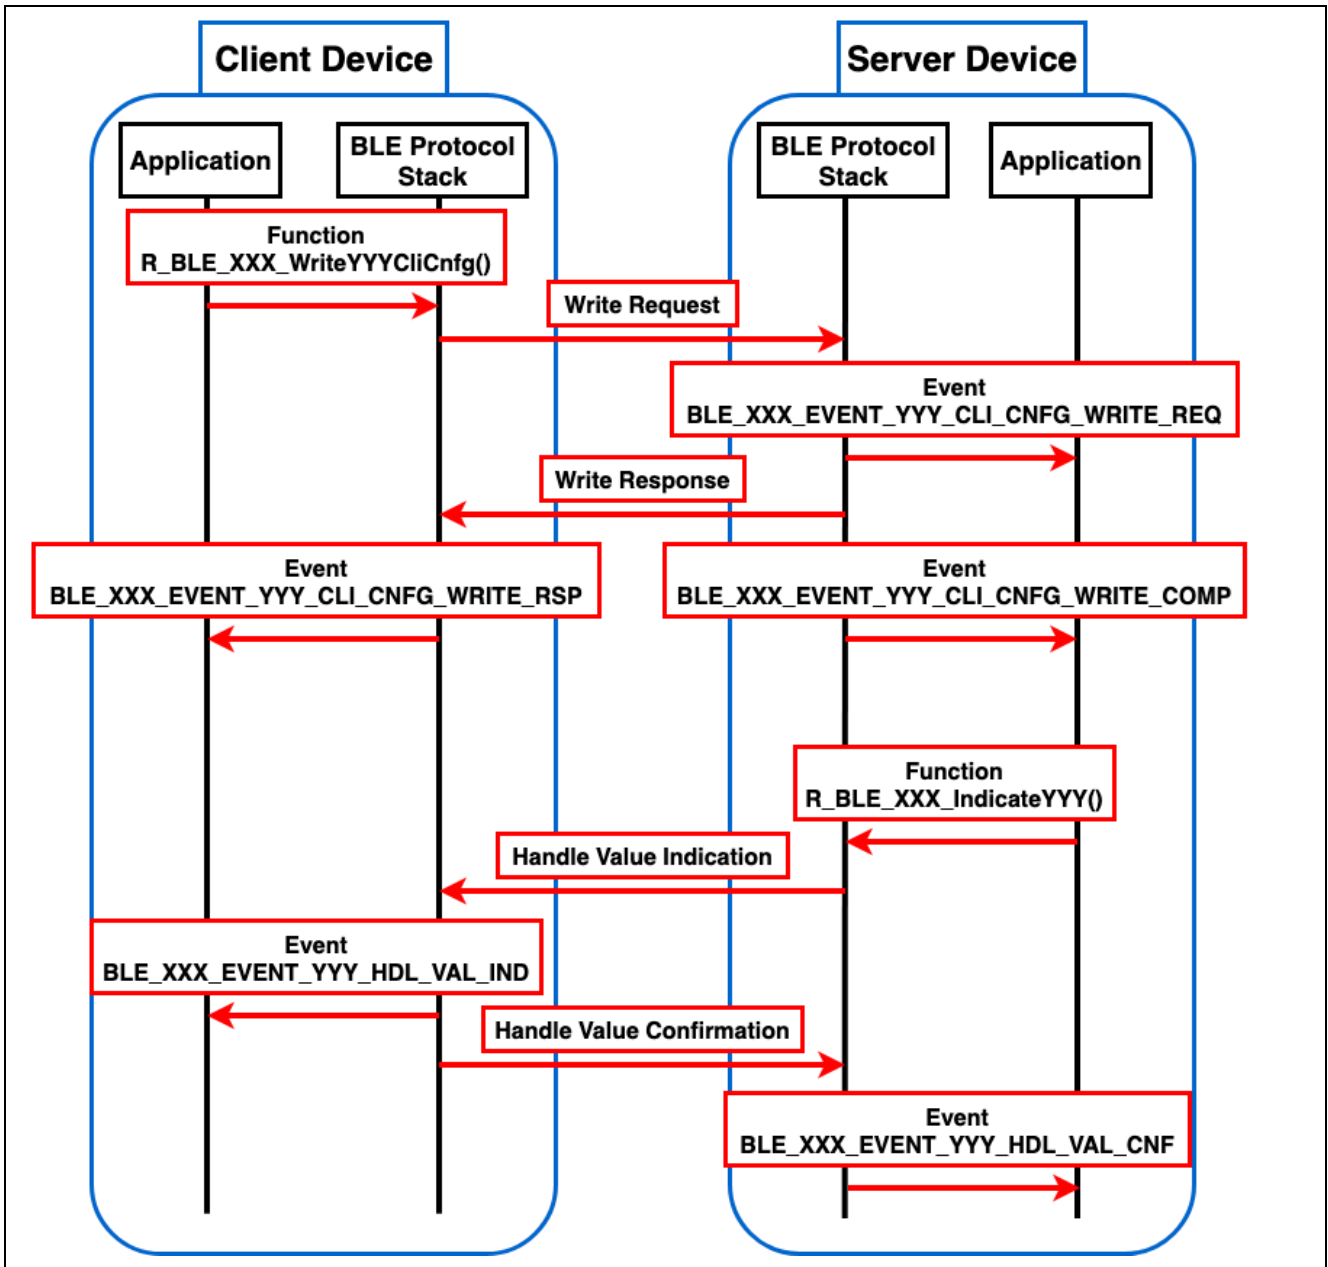 Client Device
Server Device
Application
BLE Protocol
Stack
BLE Protocol
Stack
Application
Function
R_BLE_XXX_WriteYYYCliCnfg()
Write Request
Event
BLE_XXX_EVENT_YYY_CLI_CNFG_WRITE_REQ
Write Response
Event
BLE_XXX_EVENT_YYY_CLI_CNFG_WRITE_RSP
Event
BLE_XXX_EVENT_YYY_CLI_CNFG_WRITE_COMP
Function
R_BLE_XXX_IndicateYYY()
Handle Value Indication
Event
BLE_XXX_EVENT_YYY_HDL_VAL_IND
Handle Value Confirmation
Event
BLE_XXX_EVENT_YYY_HDL_VAL_CNF